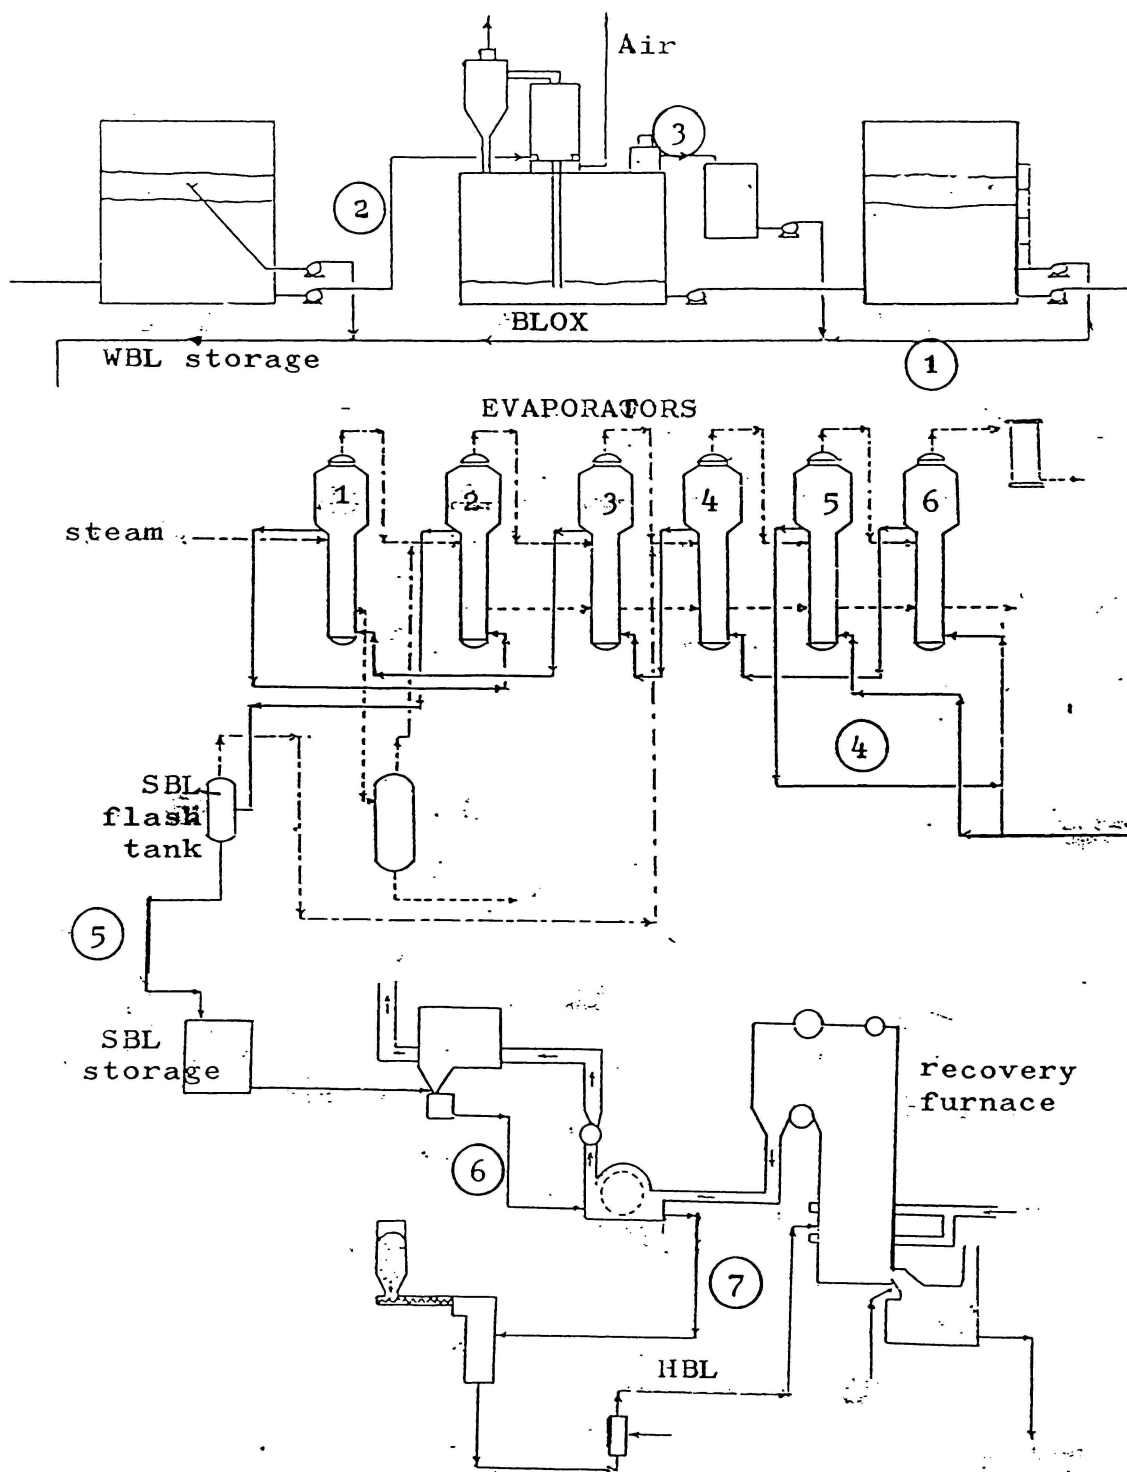 Air
3
2
BLOX
WBL storage
1
EVAPORATORS
1 2 3 4 5 6
steam
4
SBL
flash
tank
5
SBL
storage
recovery
furnace
6
7
HBL